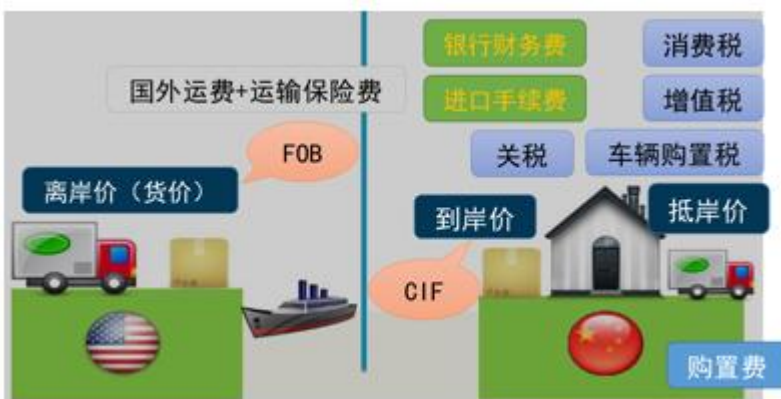 银行财务费
消费税
国外运费+运输保险费
进口手续费
增值税
FOB
关税
车辆购置税
离岸价（货价）
到岸价
抵岸价
CIF
购置费